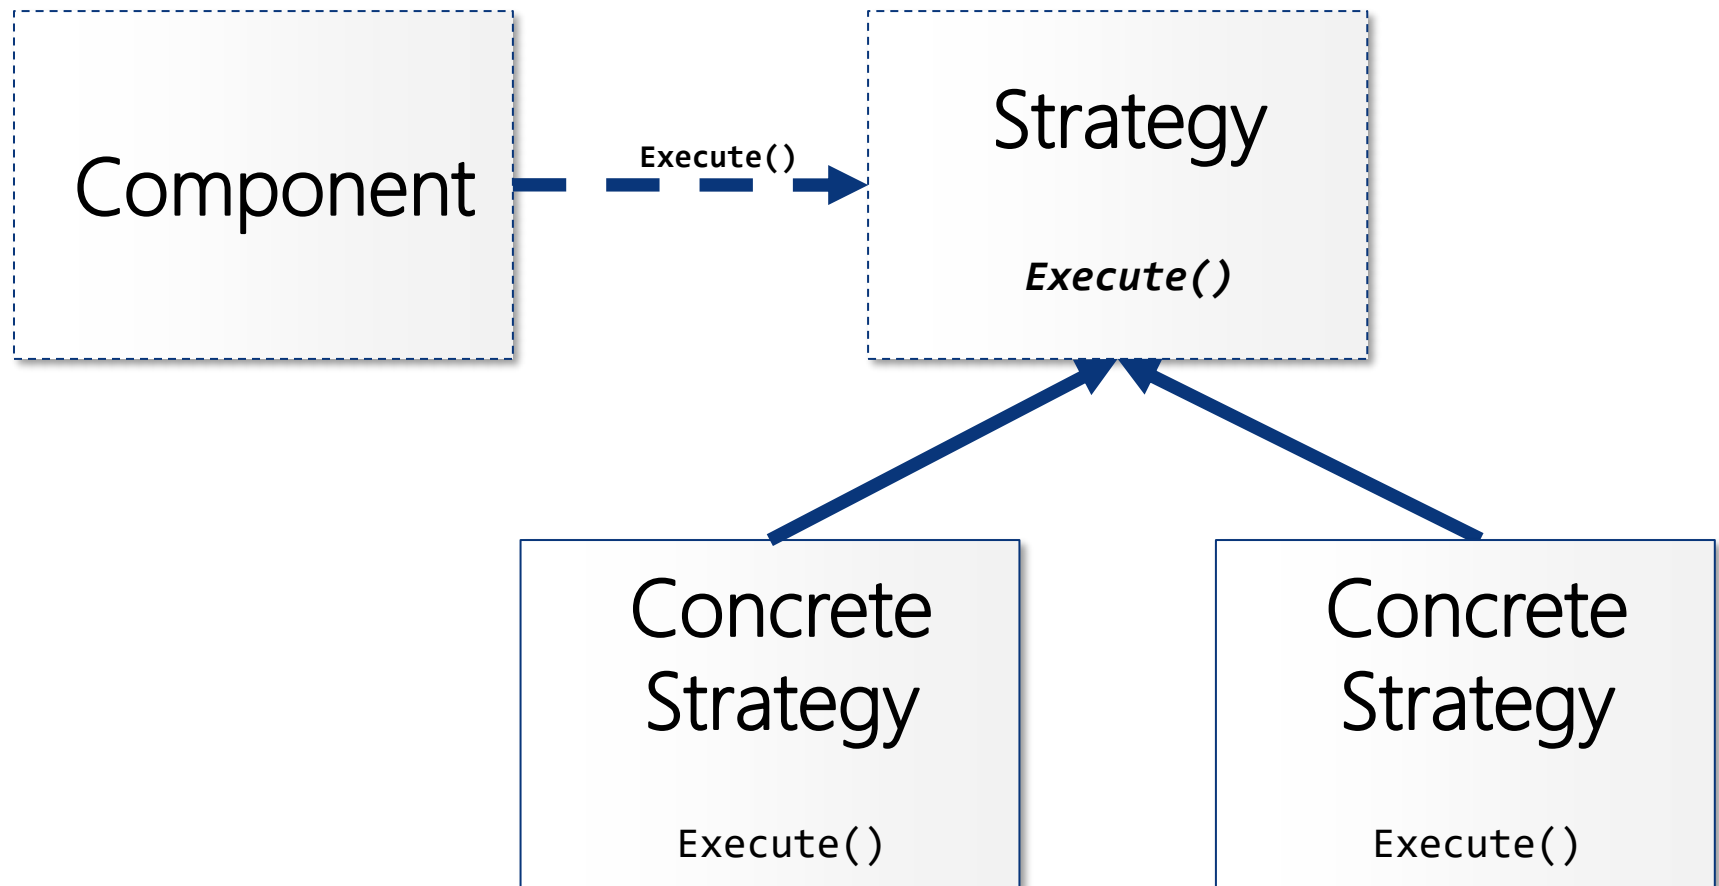 Component
Execute()
Strategy
Execute()
Concrete
Strategy
Execute()
Concrete
Strategy
Execute()